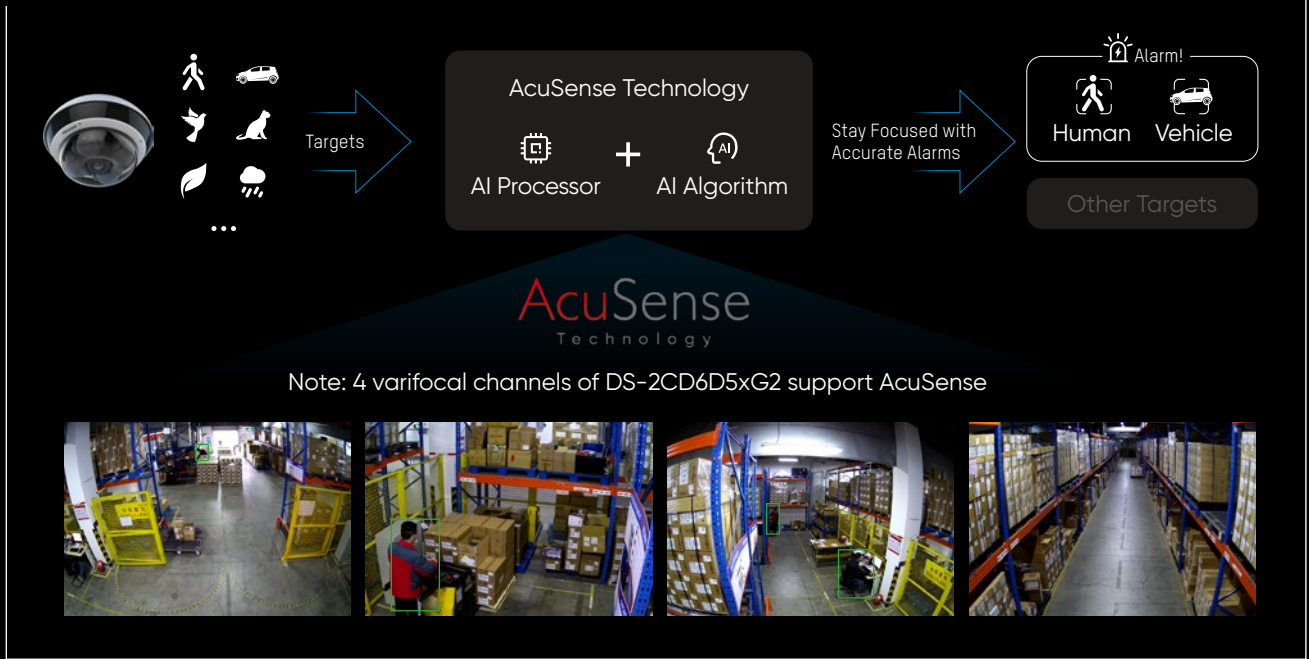 Targets
AcuSense Technology
AI Processor
+
AI
AI Algorithm
Stay Focused with
Accurate Alarms
Alarm!
Human
Vehicle
Other Targets
...
AcuSense
Technology
Note: 4 varifocal channels of DS-2CD6D5xG2 support AcuSense